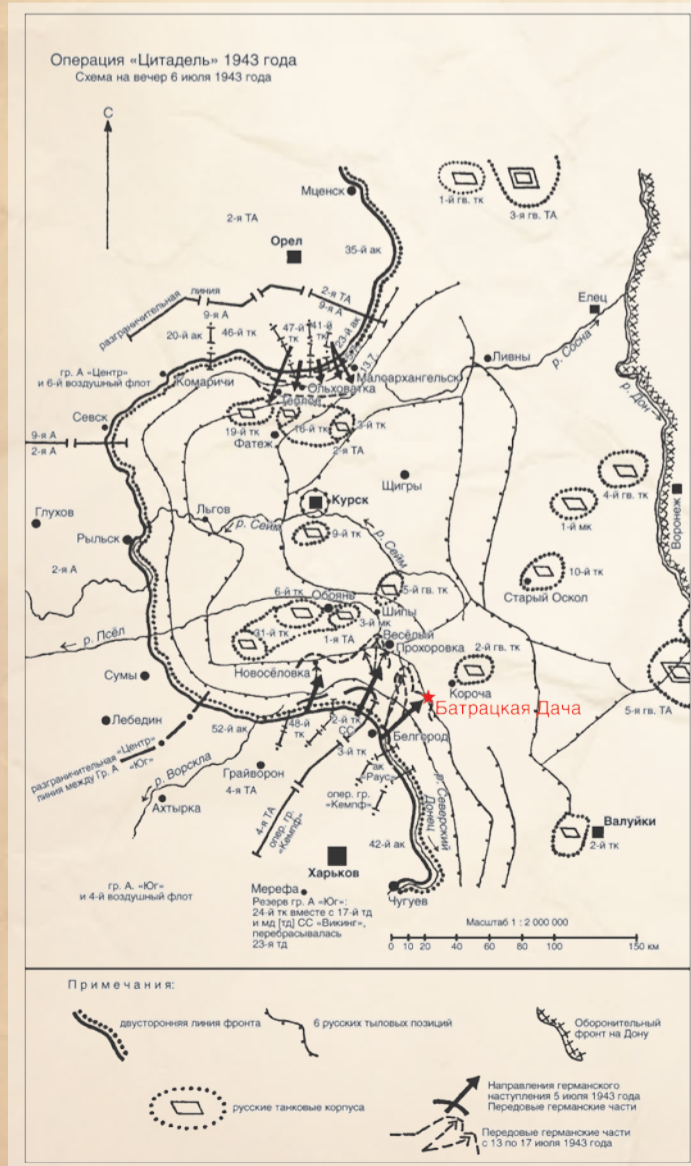 Операция «Цитадель» 1943 года
Схема на вечер 6 июля 1943 года
С
Мценск
1-й гв. тк
3-я гв. ТА
2-я ТА
Орел
35-й ак
разграничительная линия
2-я ТА
9-я А
9-я А
Елец
20-й ак
46-й тк
47-й тк
41-й тк
23-й ак
13.7.
р. Сосна
Ливны
гр. А «Центр»
и 6-й воздушный флот
Комаричи
Ольховатка
Малоархангельск
р. Дон
Теплое
Севск
19-й тк
16-й тк
3-й тк
Фатеж
2-я ТА
9-я А
2-я А
Щигры
4-й гв. тк
Курск
1-й мк
Воронеж
Глухов
Льгов
р. Сейм
р. Сейм
9-й тк
Рыльск
2-я А
10-й тк
Старый Оскол
6-й тк
Обоянь
5-й гв. тк
3-й мк
Шипы
р. Псёл
31-й тк
1-я ТА
Весёлый
Прохоровка
2-й гв. тк
Новосёловка
Сумы
Короча
5-я гв. ТА
Батрацкая Дача
Лебедин
52-й ак
48-й тк
2-й тк СС
Белгород
3-й тк
разграничительная «Центр»
линия между Гр. А «Юг»
р. Ворскла
Грайворон
4-я ТА
ак «Раус»
опер. гр. «Кемпф»
р. Северский Донец
Ахтырка
4-я ТА
опер. гр. «Кемпф»
42-й ак
Валуйки
2-й тк
Харьков
гр. А. «Юг»
и 4-й воздушный флот
Мерефа
Чугуев
Резерв гр. А «Юг»:
24-й тк вместе с 17-й тд
и мд [тд] СС «Викинг»,
перебрасывалась
23-я тд
Масштаб 1 : 2 000 000
0 10 20 40 60 80 100 150 км
Примечания:
двусторонняя линия фронта
6 русских тыловых позиций
Оборонительный
фронт на Дону
русские танковые корпуса
Направления германского
наступления 5 июля 1943 года
Передовые германские части
Передовые германские части
с 13 по 17 июля 1943 года